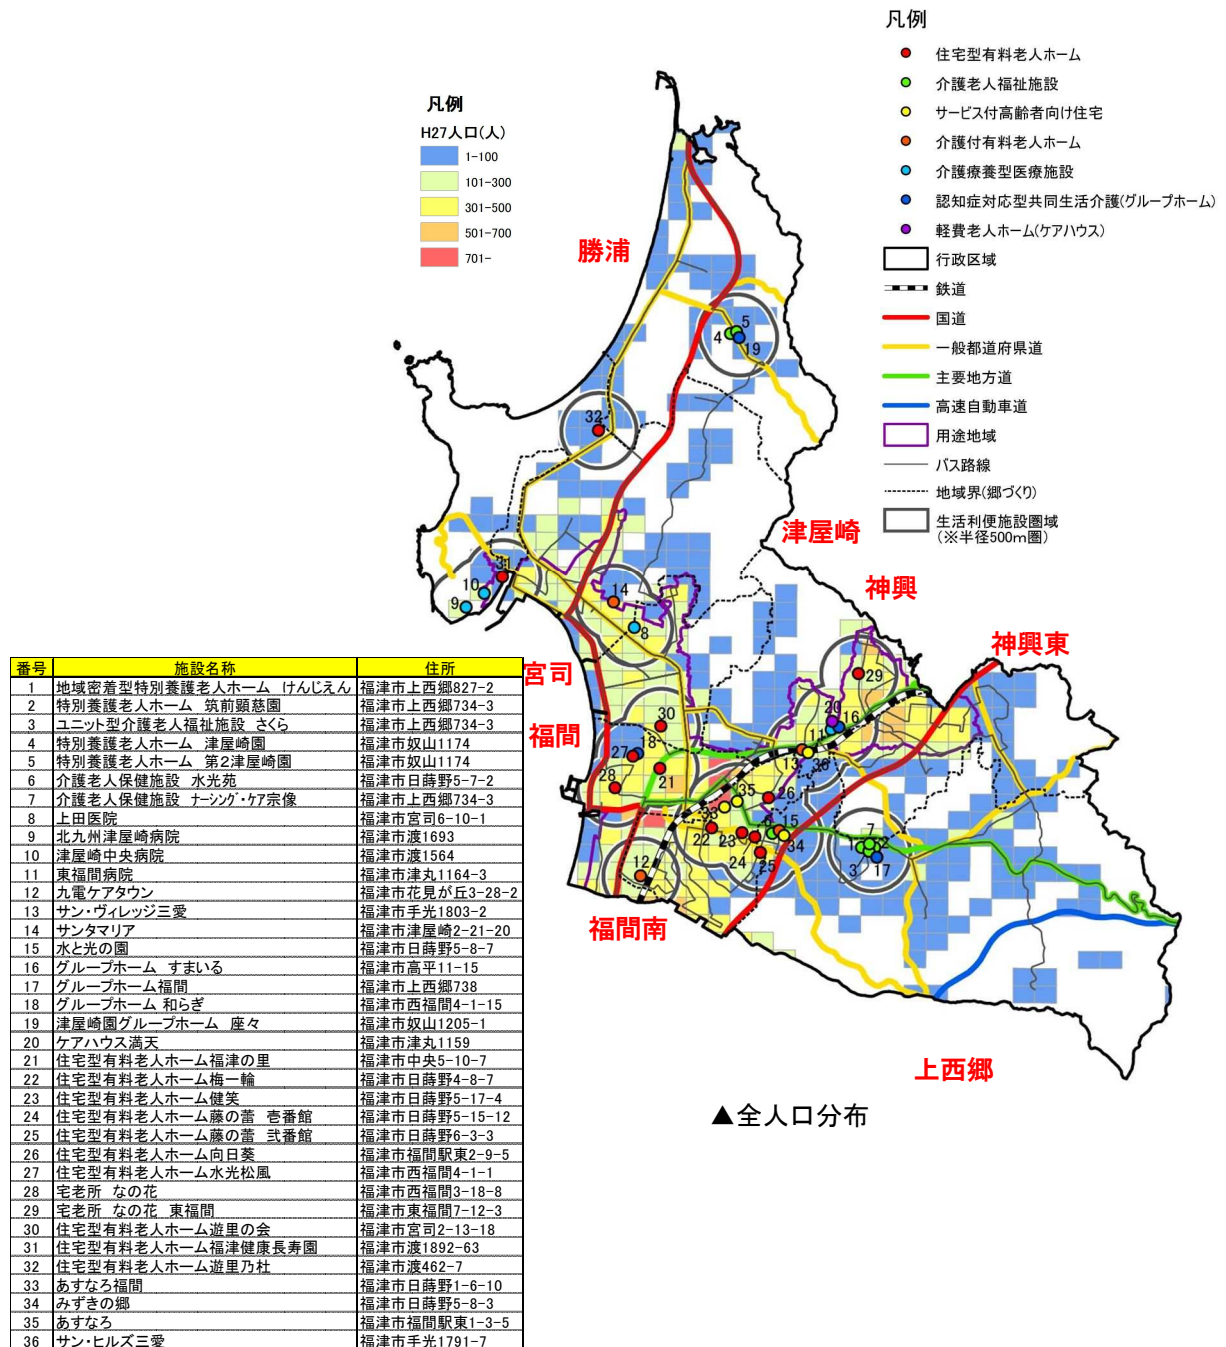 凡例
住宅型有料老人ホーム
介護老人福祉施設
サービス付高齢者向け住宅
介護付有料老人ホーム
介護療養型医療施設
認知症対応型共同生活介護(グループホーム)
軽費老人ホーム(ケアハウス)
行政区域
鉄道
国道
一般都道府県道
主要地方道
高速自動車道
用途地域
バス路線
地域界(郷づくり)
生活利便施設圏域
(※半径500m圏)
凡例
H27人口(人)
1-100
101-300
301-500
501-700
701-
勝浦
5
4
19
32
津屋崎
神興
31
10
9
14
8
神興東
宮司
29
30
20
16
福間
18
27
11
13
36
7
21
28
35
26
33
22
23
6
15
34
24
25
7
1
2
3
17
12
福間南
上西郷
▲全人口分布
番号 施設名称 住所
1 地域密着型特別養護老人ホーム けんじえん 福津市上西郷827-2
2 特別養護老人ホーム 筑前顕慈園 福津市上西郷734-3
3 ユニット型介護老人福祉施設 さくら 福津市上西郷734-3
4 特別養護老人ホーム 津屋崎園 福津市奴山1174
5 特別養護老人ホーム 第2津屋崎園 福津市奴山1174
6 介護老人保健施設 水光苑 福津市日蒔野5-7-2
7 介護老人保健施設 ナーシング・ケア宗像 福津市上西郷734-3
8 上田医院 福津市宮司6-10-1
9 北九州津屋崎病院 福津市渡1693
10 津屋崎中央病院 福津市渡1564
11 東福間病院 福津市津丸1164-3
12 九電ケアタウン 福津市花見が丘3-28-2
13 サン・ヴィレッジ三愛 福津市手光1803-2
14 サンタマリア 福津市津屋崎2-21-20
15 水と光の園 福津市日蒔野5-8-7
16 グループホーム すまいる 福津市高平11-15
17 グループホーム福間 福津市上西郷738
18 グループホーム 和らぎ 福津市西福間4-1-15
19 津屋崎園グループホーム 座々 福津市奴山1205-1
20 ケアハウス満天 福津市津丸1159
21 住宅型有料老人ホーム福津の里 福津市中央5-10-7
22 住宅型有料老人ホーム梅一輪 福津市日蒔野4-8-7
23 住宅型有料老人ホーム健笑 福津市日蒔野5-17-4
24 住宅型有料老人ホーム藤の蕾 壱番館 福津市日蒔野5-15-12
25 住宅型有料老人ホーム藤の蕾 弐番館 福津市日蒔野6-3-3
26 住宅型有料老人ホーム向日葵 福津市福間駅東2-9-5
27 住宅型有料老人ホーム水光松風 福津市西福間4-1-1
28 宅老所 なの花 福津市西福間3-18-8
29 宅老所 なの花 東福間 福津市東福間7-12-3
30 住宅型有料老人ホーム遊里の会 福津市宮司2-13-18
31 住宅型有料老人ホーム福津健康長寿園 福津市渡1892-63
32 住宅型有料老人ホーム遊里乃杜 福津市渡462-7
33 あすなろ福間 福津市日蒔野1-6-10
34 みずきの郷 福津市日蒔野5-8-3
35 あすなろ 福津市福間駅東1-3-5
36 サン・ヒルズ三愛 福津市手光1791-7